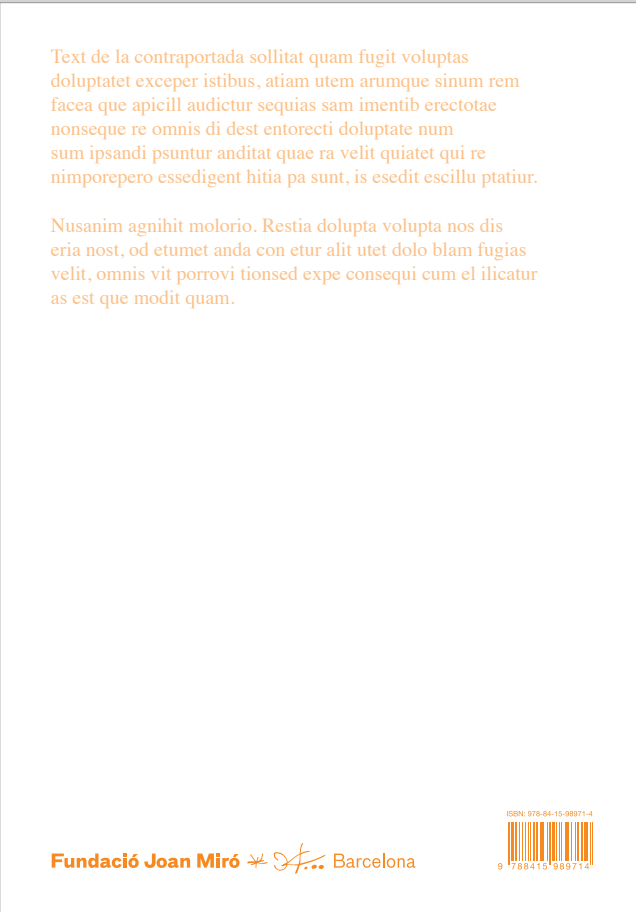 Text de la contraportada sollitat quam fugit voluptas
doluptatet exceper istibus, atiam utem arumque sinum rem
facea que apicill audictur sequias sam imentib erectotae
nonseque re omnis di dest entorecti doluptate num
sum ipsandi psuntur anditat quae ra velit quiatet qui re
nimporepero essedigent hitia pa sunt, is esedit escillu ptatiur.
Nusanim agnihit molorio. Restia dolupta volupta nos dis
eria nost, od etumet anda con etur alit utet dolo blam fugias
velit, omnis vit porrovi tionsed expe consequi cum el ilicatur
as est que modit quam.
ISBN: 978-84-15-98971-4
Fundació Joan Miró Barcelona
9 788415 989714